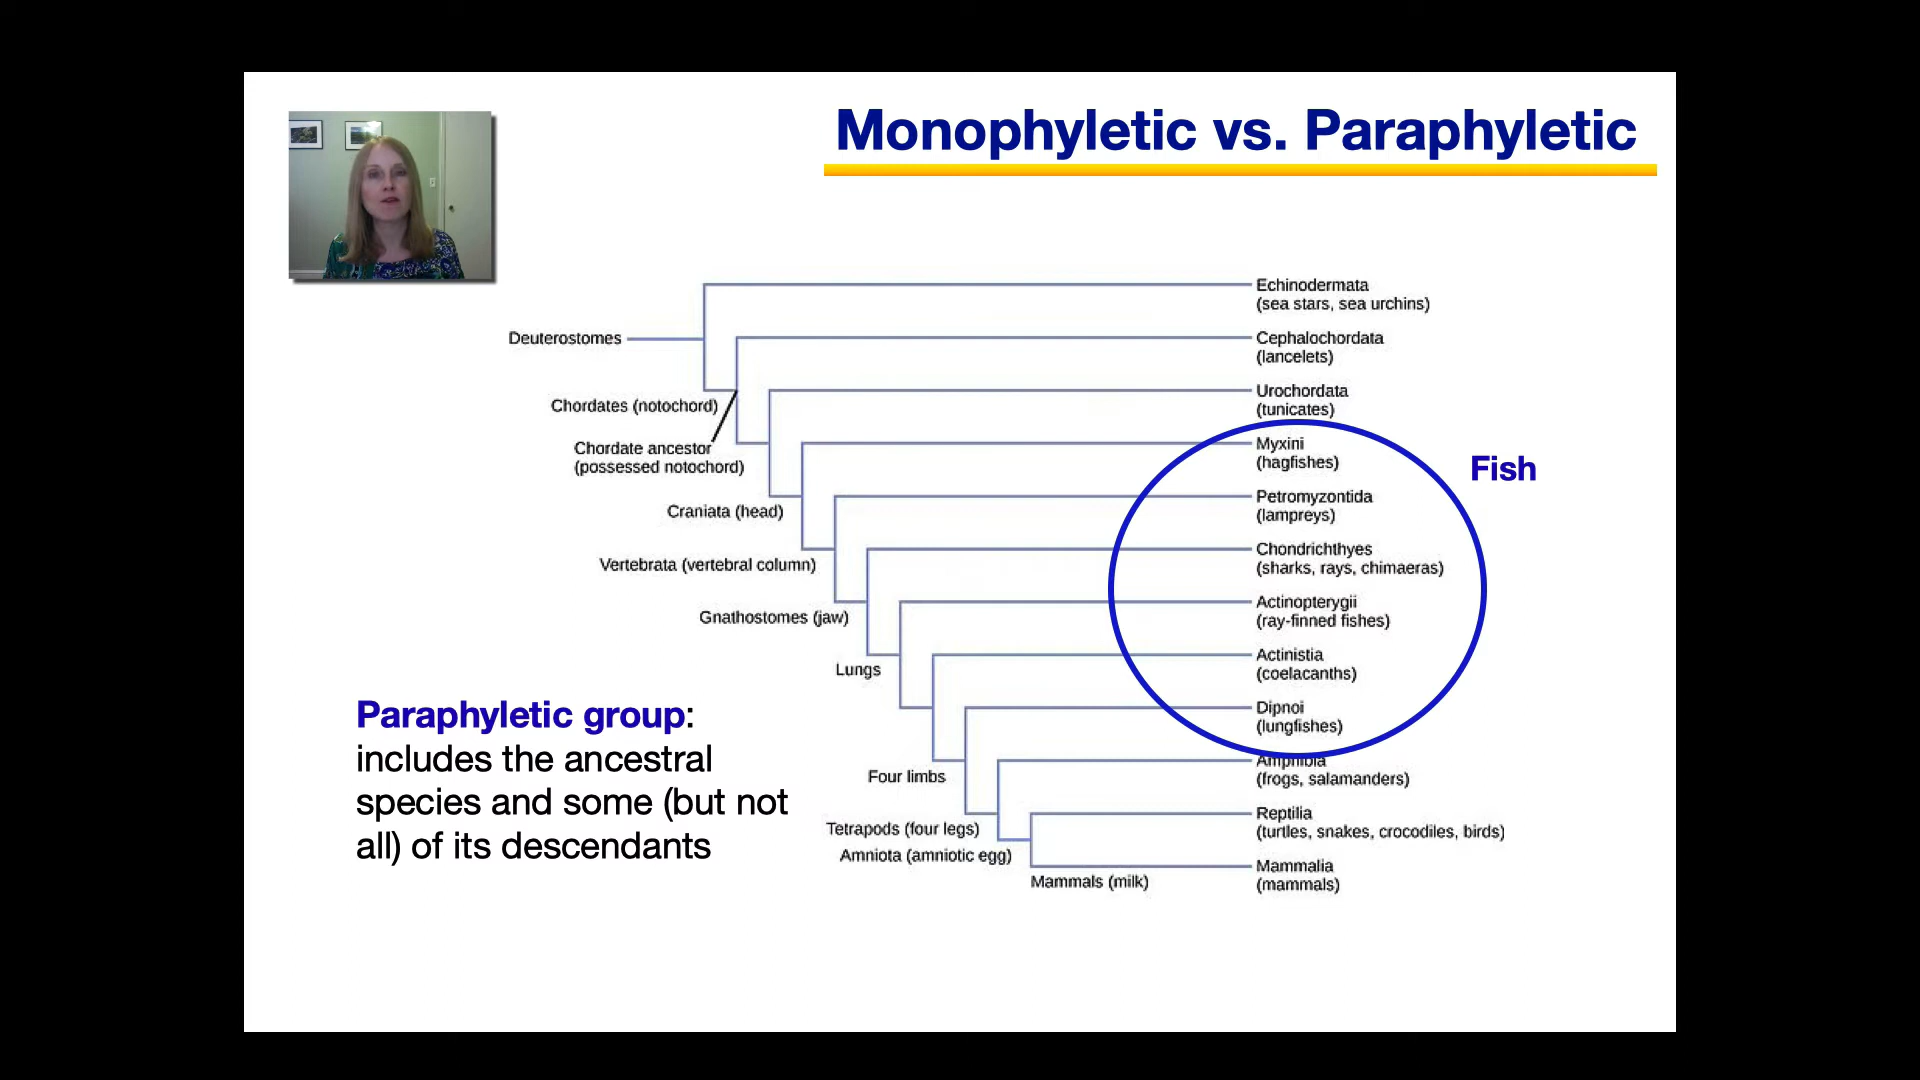 Monophyletic vs. Paraphyletic
Echinodermata
(sea stars, sea urchins)
Deuterostomes
Cephalochordata
(lancelets)
Chordates (notochord)
Urochordata
(tunicates)
Chordate ancestor
(possessed notochord)
Myxini
(hagfishes)
Fish
Craniata (head)
Petromyzontida
(lampreys)
Vertebrata (vertebral column)
Chondrichthyes
(sharks, rays, chimaeras)
Gnathostomes (jaw)
Actinopterygii
(ray-finned fishes)
Lungs
Actinistia
(coelacanths)
Dipnoi
(lungfishes)
Paraphyletic group:
includes the ancestral
species and some (but not
all) of its descendants
Four limbs
Amphibia
(frogs, salamanders)
Tetrapods (four legs)
Reptilia
(turtles, snakes, crocodiles, birds)
Amniota (amniotic egg)
Mammals (milk)
Mammalia
(mammals)